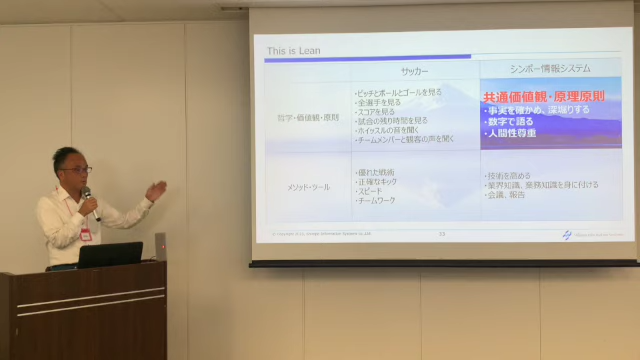 This is Lean
サッカー
シンポー情報システム
哲学・価値観・原則
・ピッチとボールとゴールを見る
・全選手を見る
・スコアを見る
・試合の残り時間を見る
・ホイッスルの音を聞く
・チームメンバーと観客の声を聞く
共通価値観・原理原則
・事実を確かめ、深堀りする
・数字で語る
・人間性尊重
メソッド・ツール
・優れた戦術
・正確なキック
・スピード
・チームワーク
・技術を高める
・業界知識、業務知識を身に付ける
・会議、報告